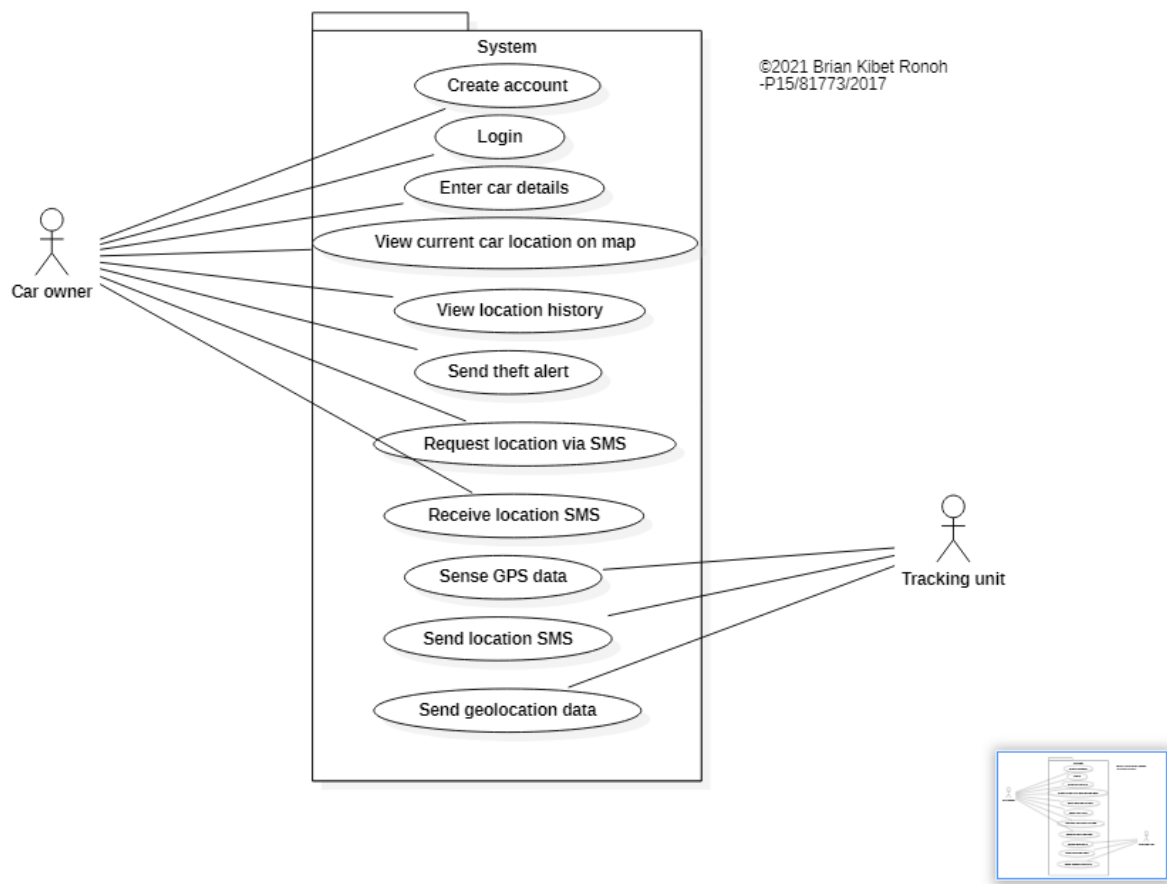 System
©2021 Brian Kibet Ronoh
-P15/81773/2017
Create account
Login
Enter car details
View current car location on map
Car owner
View location history
Send theft alert
Request location via SMS
Receive location SMS
Sense GPS data
Tracking unit
Send location SMS
Send geolocation data